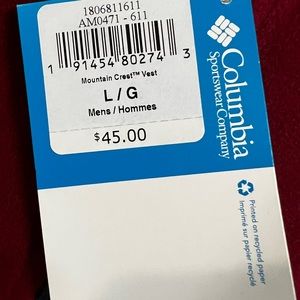 1806811611
AM0471 - 611
1 91454 80274 3
Mountain Crest™ Vest
L / G
Mens / Hommes
$45.00
Columbia
Sportswear Company
Printed on recycled paper
Imprimé sur papier recyclé